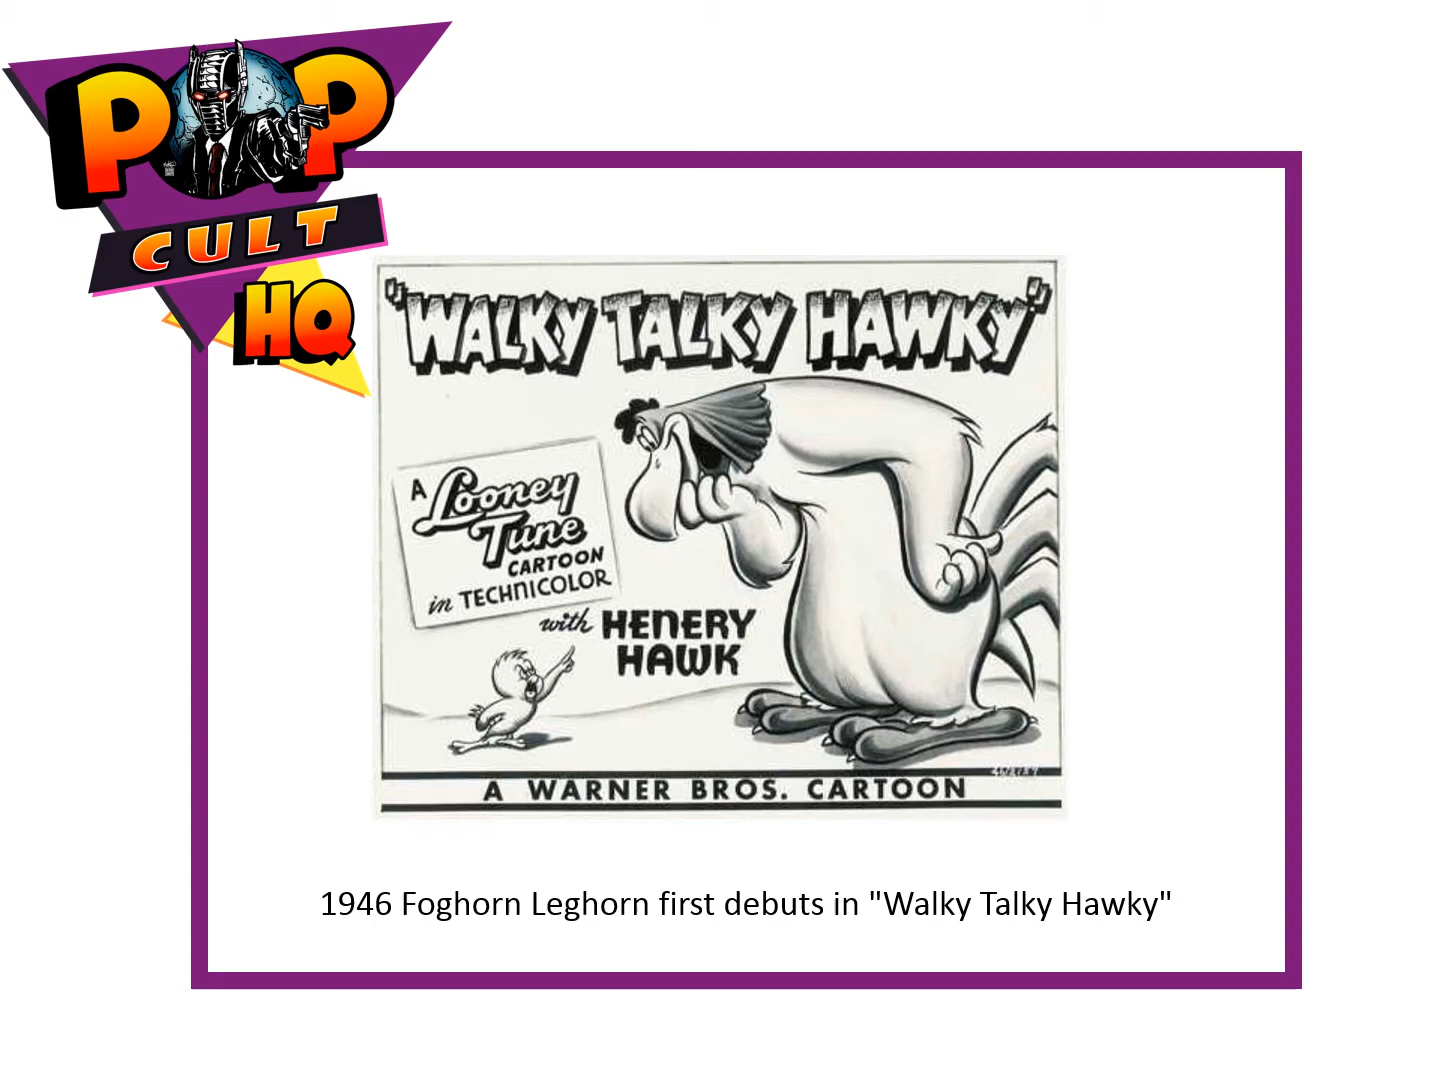 POP
CULT
HQ
"WALKY TALKY HAWKY"
A Looney
Tune
CARTOON
in TECHNICOLOR
with HENERY
HAWK
A WARNER BROS. CARTOON
1946 Foghorn Leghorn first debuts in "Walky Talky Hawky"